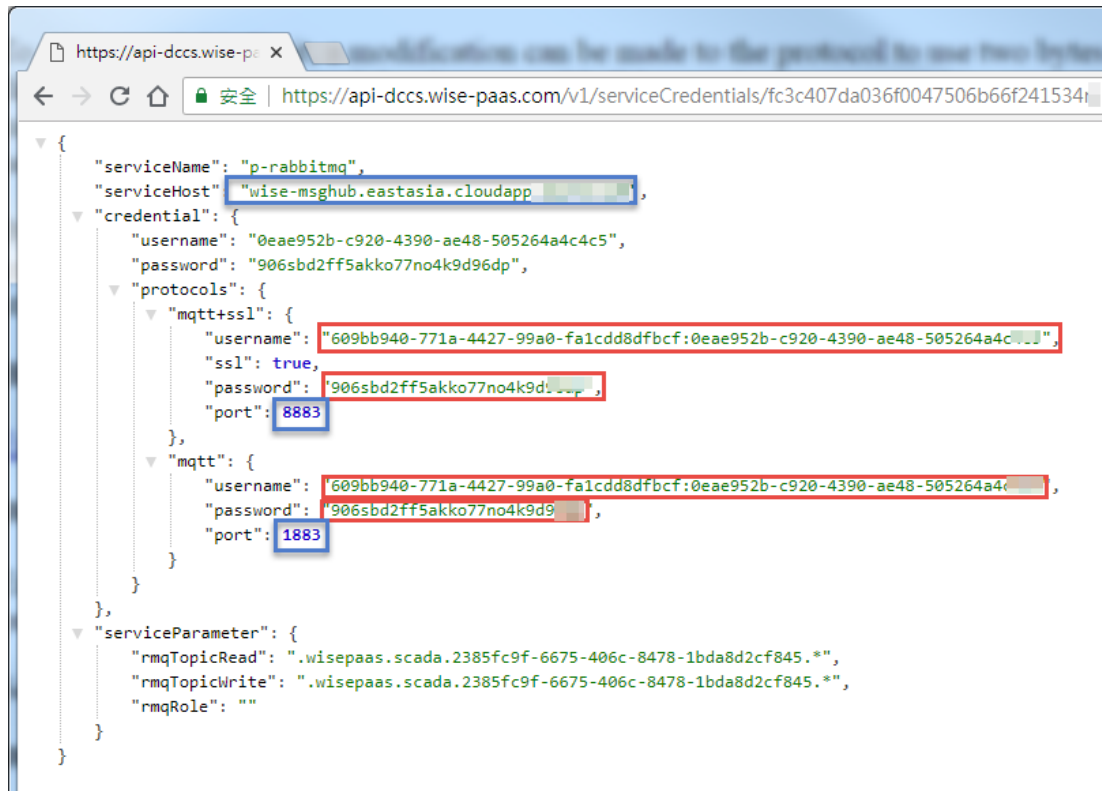 modification can be made to the protocol to use two bytes
https://api-dccs.wise-pa
安全 | https://api-dccs.wise-paas.com/v1/serviceCredentials/fc3c407da036f0047506b66f241534
{
"serviceName": "p-rabbitmq",
"serviceHost": "wise-msghub.eastasia.cloudapp ",
"credential": {
"username": "0eae952b-c920-4390-ae48-505264a4c4c5",
"password": "906sbd2ff5akko77no4k9d96dp",
"protocols": {
"mqtt+ssl": {
"username": "609bb940-771a-4427-99a0-fa1cdd8dfbcf:0eae952b-c920-4390-ae48-505264a4c ",
"ssl": true,
"password": "906sbd2ff5akko77no4k9d ",
"port": 8883
},
"mqtt": {
"username": "609bb940-771a-4427-99a0-fa1cdd8dfbcf:0eae952b-c920-4390-ae48-505264a4 ",
"password": "906sbd2ff5akko77no4k9d9 ",
"port": 1883
}
}
},
"serviceParameter": {
"rmqTopicRead": ".wisepaas.scada.2385fc9f-6675-406c-8478-1bda8d2cf845.*",
"rmqTopicWrite": ".wisepaas.scada.2385fc9f-6675-406c-8478-1bda8d2cf845.*",
"rmqRole": ""
}
}